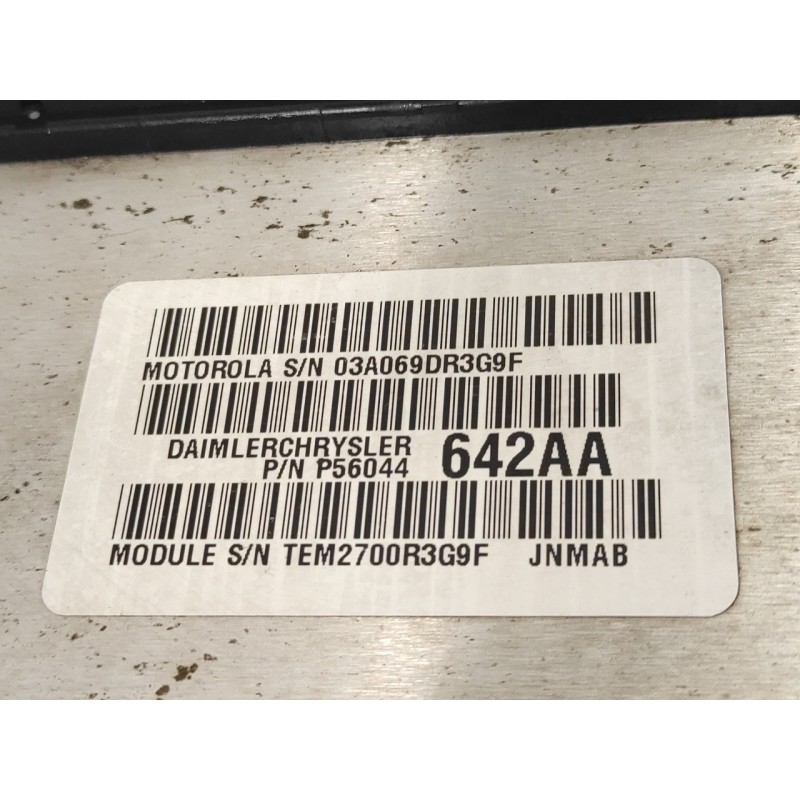 MOTOROLA S/N 03A069DR3G9F
DAIMLERCHRYSLER
P/N P56044 642AA
MODULE S/N TEM2700R3G9F JNMAB